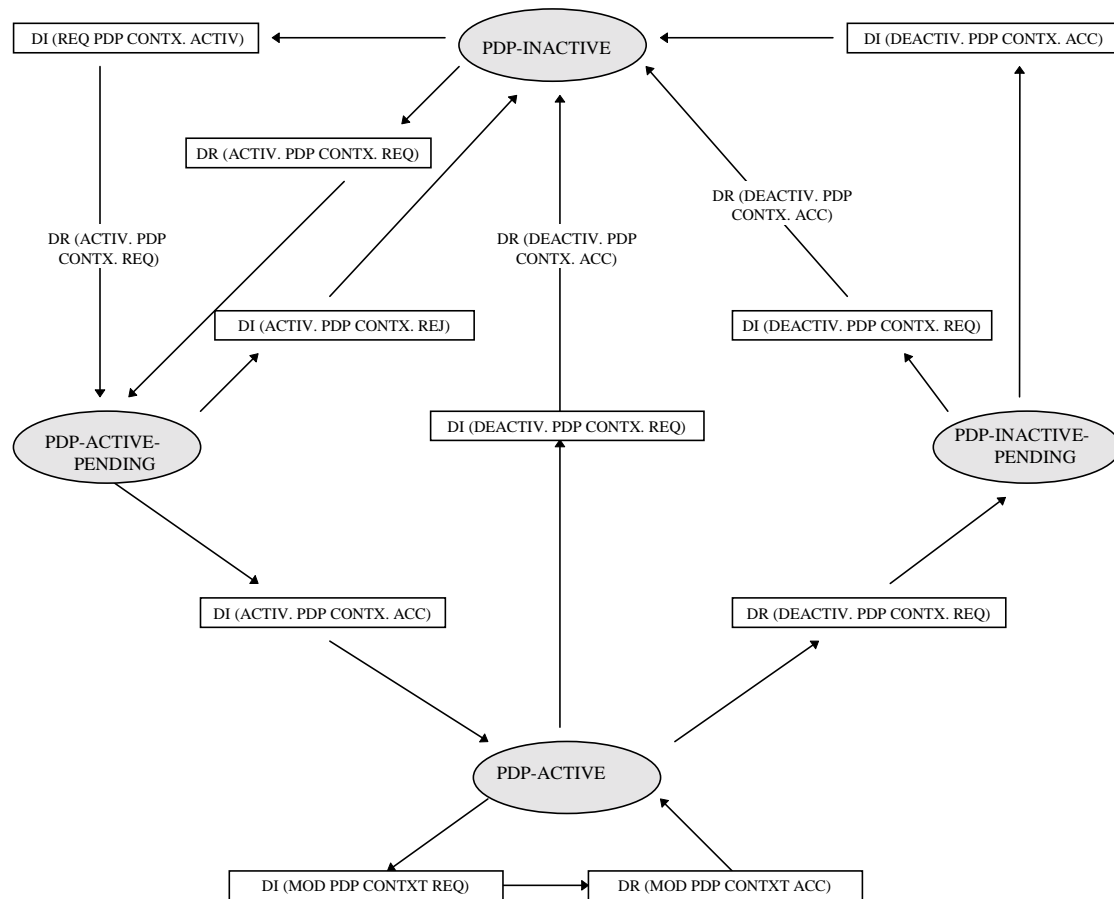 DI (REQ PDP CONTX. ACTIV)
PDP-INACTIVE
DI (DEACTIV. PDP CONTX. ACC)
DR (ACTIV. PDP CONTX. REQ)
DR (DEACTIV. PDP
CONTX. ACC)
DR (ACTIV. PDP
CONTX. REQ)
DR (DEACTIV. PDP
CONTX. ACC)
DI (ACTIV. PDP CONTX. REJ)
DI (DEACTIV. PDP CONTX. REQ)
PDP-ACTIVE-
PENDING
DI (DEACTIV. PDP CONTX. REQ)
PDP-INACTIVE-
PENDING
DI (ACTIV. PDP CONTX. ACC)
DR (DEACTIV. PDP CONTX. REQ)
PDP-ACTIVE
DI (MOD PDP CONTXT REQ)
DR (MOD PDP CONTXT ACC)